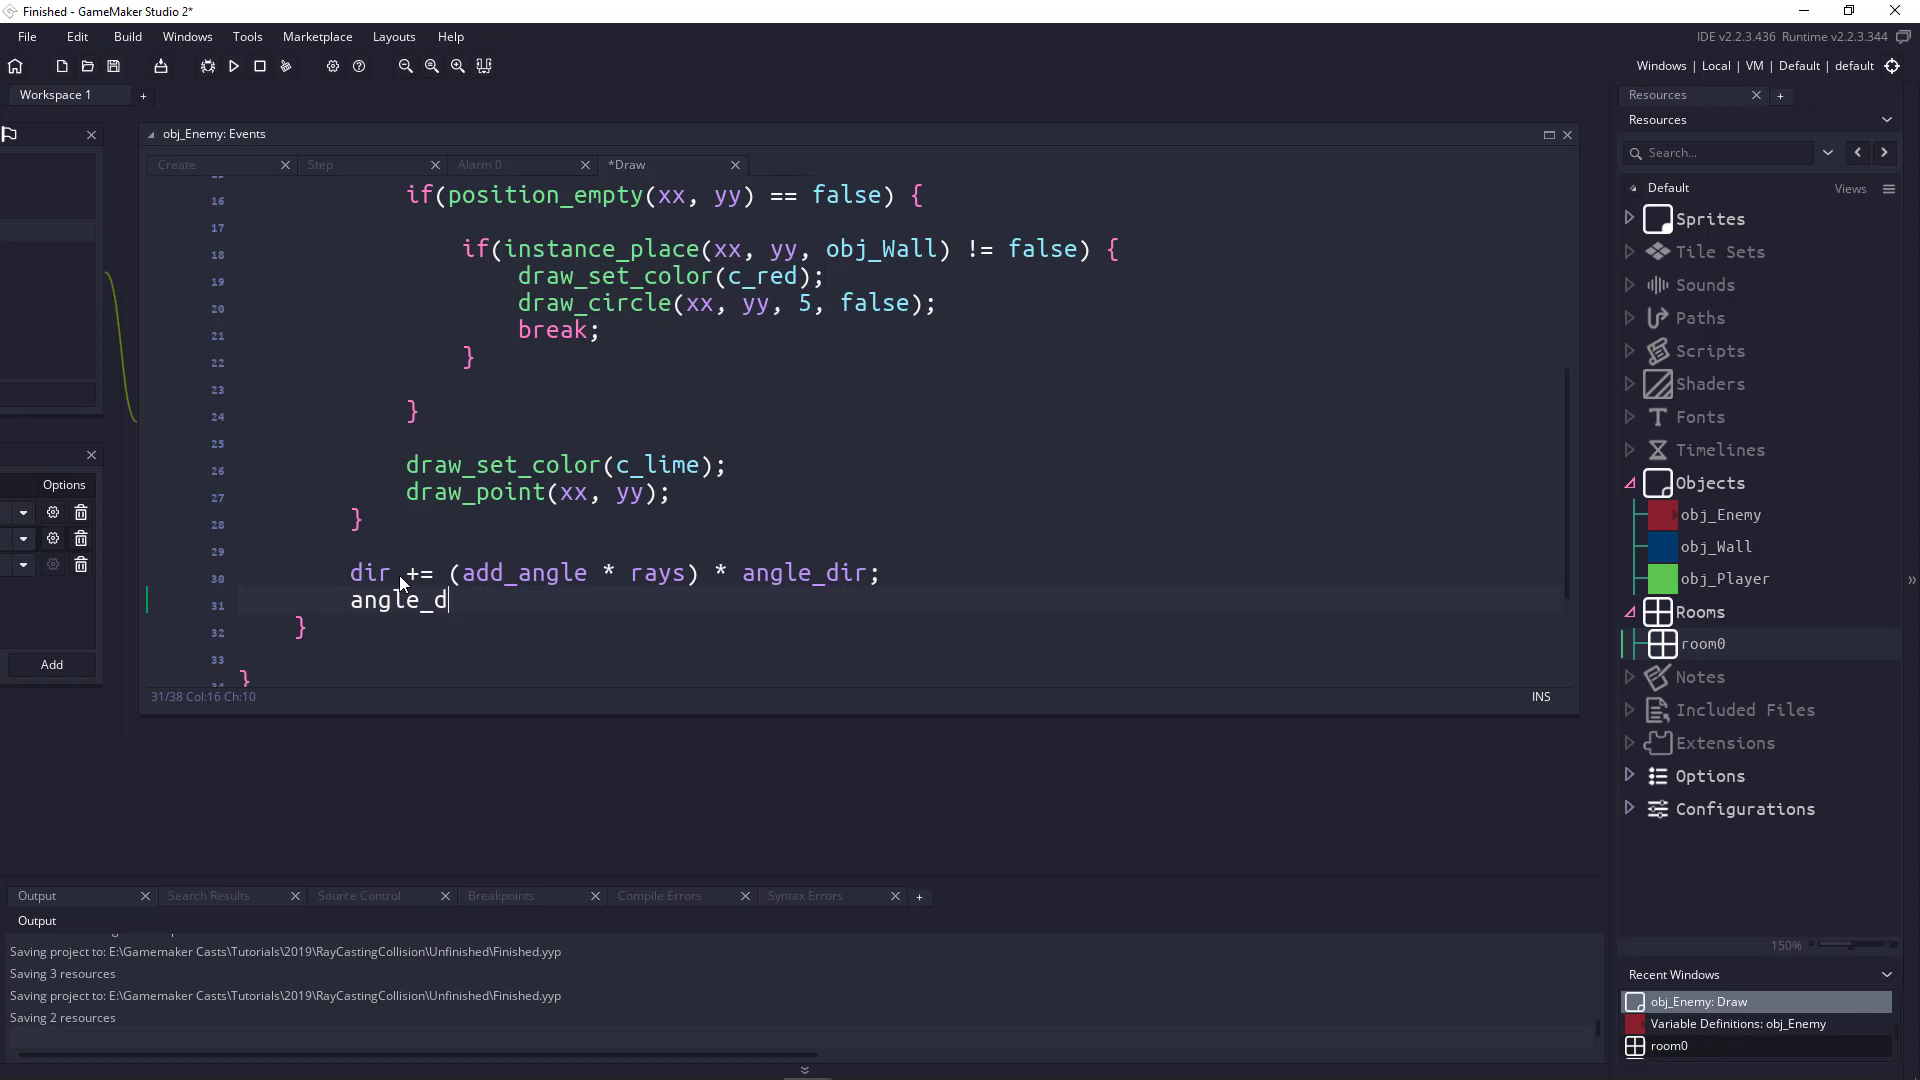 Finished - GameMaker Studio 2*
File Edit Build Windows Tools Marketplace Layouts Help
IDE v2.2.3.436 Runtime v2.2.3.344
Windows | Local | VM | Default | default
Workspace 1
obj_Enemy: Events
Create Step Alarm 0 *Draw
16 if(position_empty(xx, yy) == false) {
17
18 if(instance_place(xx, yy, obj_Wall) != false) {
19 draw_set_color(c_red);
20 draw_circle(xx, yy, 5, false);
21 break;
22 }
23
24 }
25
26 draw_set_color(c_lime);
27 draw_point(xx, yy);
28 }
29
30 dir += (add_angle * rays) * angle_dir;
31 angle_d
32 }
33
34 }
31/38 Col:16 Ch:10
INS
Options
Add
Resources
Resources
Search...
Default
Views
Sprites
Tile Sets
Sounds
Paths
Scripts
Shaders
Fonts
Timelines
Objects
obj_Enemy
obj_Wall
obj_Player
Rooms
room0
Notes
Included Files
Extensions
Options
Configurations
150%
Recent Windows
obj_Enemy: Draw
Variable Definitions: obj_Enemy
room0
Output Search Results Source Control Breakpoints Compile Errors Syntax Errors
Output
Saving project to: E:\Gamemaker Casts\Tutorials\2019\RayCastingCollision\Unfinished\Finished.yyp
Saving 3 resources
Saving project to: E:\Gamemaker Casts\Tutorials\2019\RayCastingCollision\Unfinished\Finished.yyp
Saving 2 resources